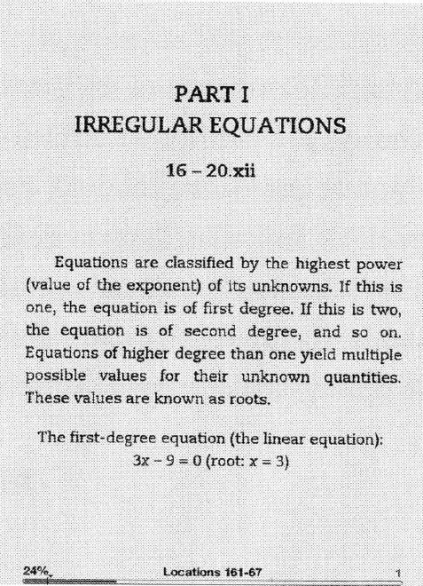 PART I
IRREGULAR EQUATIONS
16 – 20.xii
Equations are classified by the highest power
(value of the exponent) of its unknowns. If this is
one, the equation is of first degree. If this is two,
the equation is of second degree, and so on.
Equations of higher degree than one yield multiple
possible values for their unknown quantities.
These values are known as roots.
The first-degree equation (the linear equation):
3x – 9 = 0 (root: x = 3)
24% Locations 161-67 1